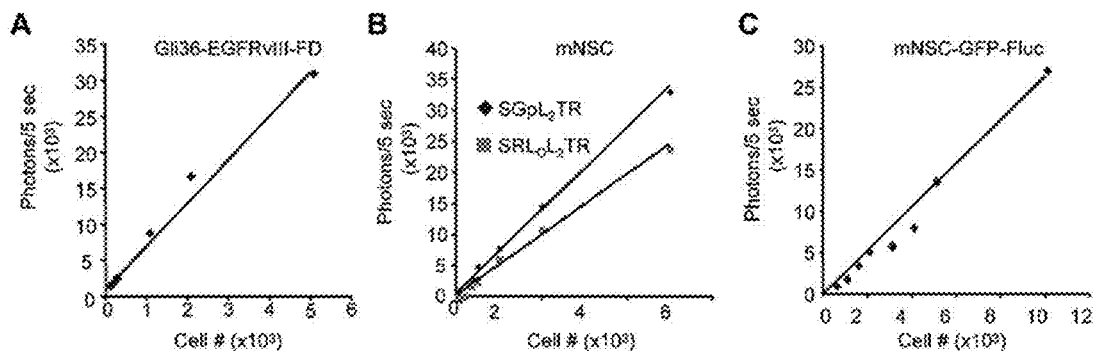 A
Gli36-EGFRvIII-FD
Photons/5 sec
(x10³)
35
30
25
20
15
10
5
0
0 1 2 3 4 5 6
Cell # (x10³)
B
mNSC
Photons/5 sec
(x10³)
40
35
30
25
20
15
10
5
0
SGpL₂TR
SRL₀L₂TR
0 2 4 6
Cell # (x10³)
C
mNSC-GFP-Fluc
Photons/5 sec
(x10³)
30
25
20
15
10
5
0
0 2 4 6 8 10 12
Cell # (x10³)